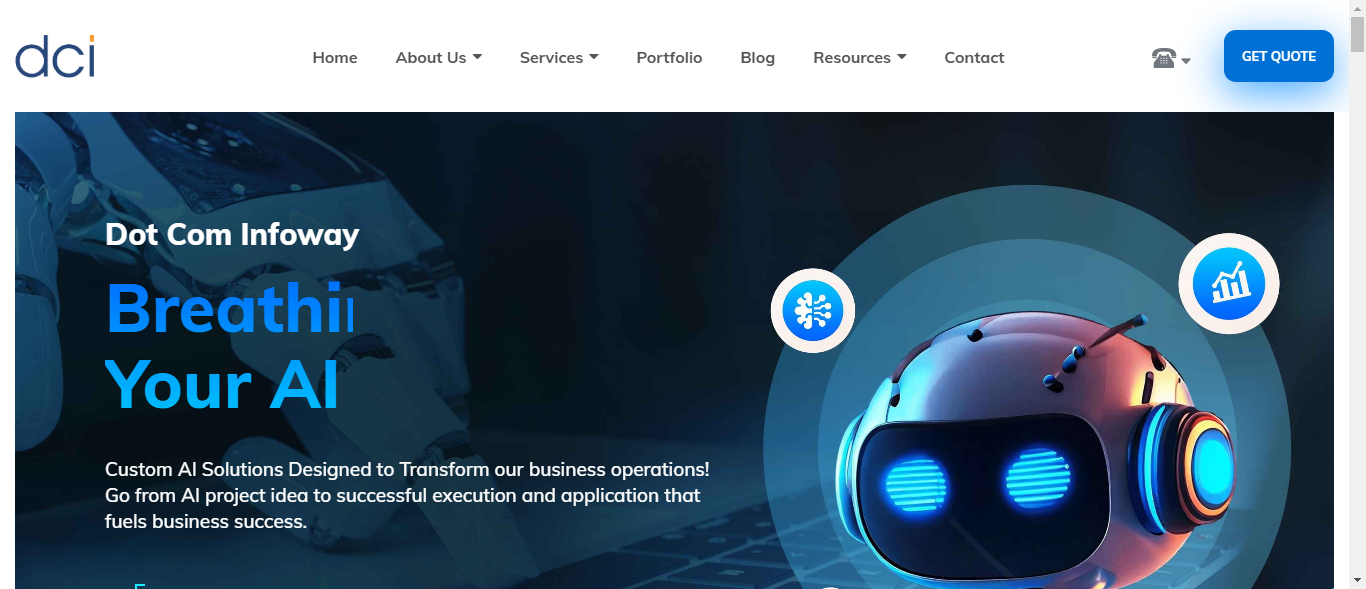 dci
Home About Us Services Portfolio Blog Resources Contact
GET QUOTE
Dot Com Infoway
Breathi
Your AI
Custom AI Solutions Designed to Transform our business operations!
Go from AI project idea to successful execution and application that
fuels business success.